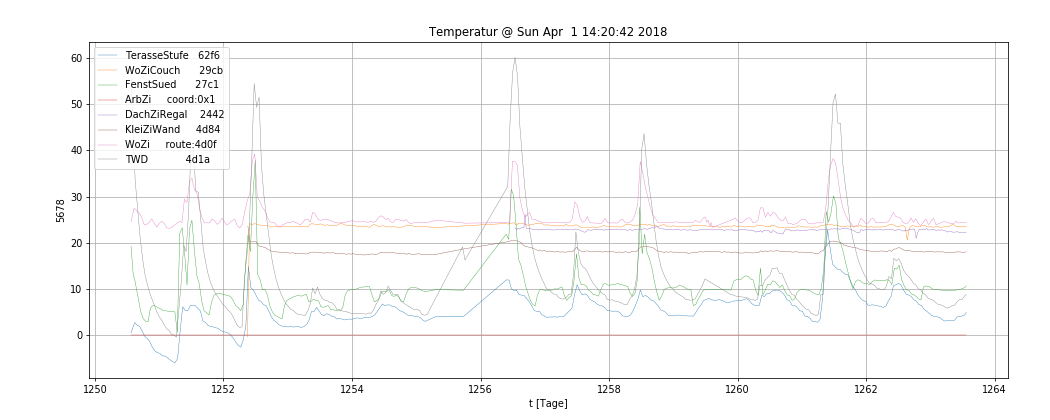 Temperatur @ Sun Apr  1 14:20:42 2018
60
50
40
30
20
10
0
5678
TerasseStufe   62f6
WoZiCouch      29cb
FenstSued      27c1
ArbZi     coord:0x1
DachZiRegal    2442
KleiZiWand     4d84
WoZi     route:4d0f
TWD            4d1a
1250 1252 1254 1256 1258 1260 1262 1264
t [Tage]